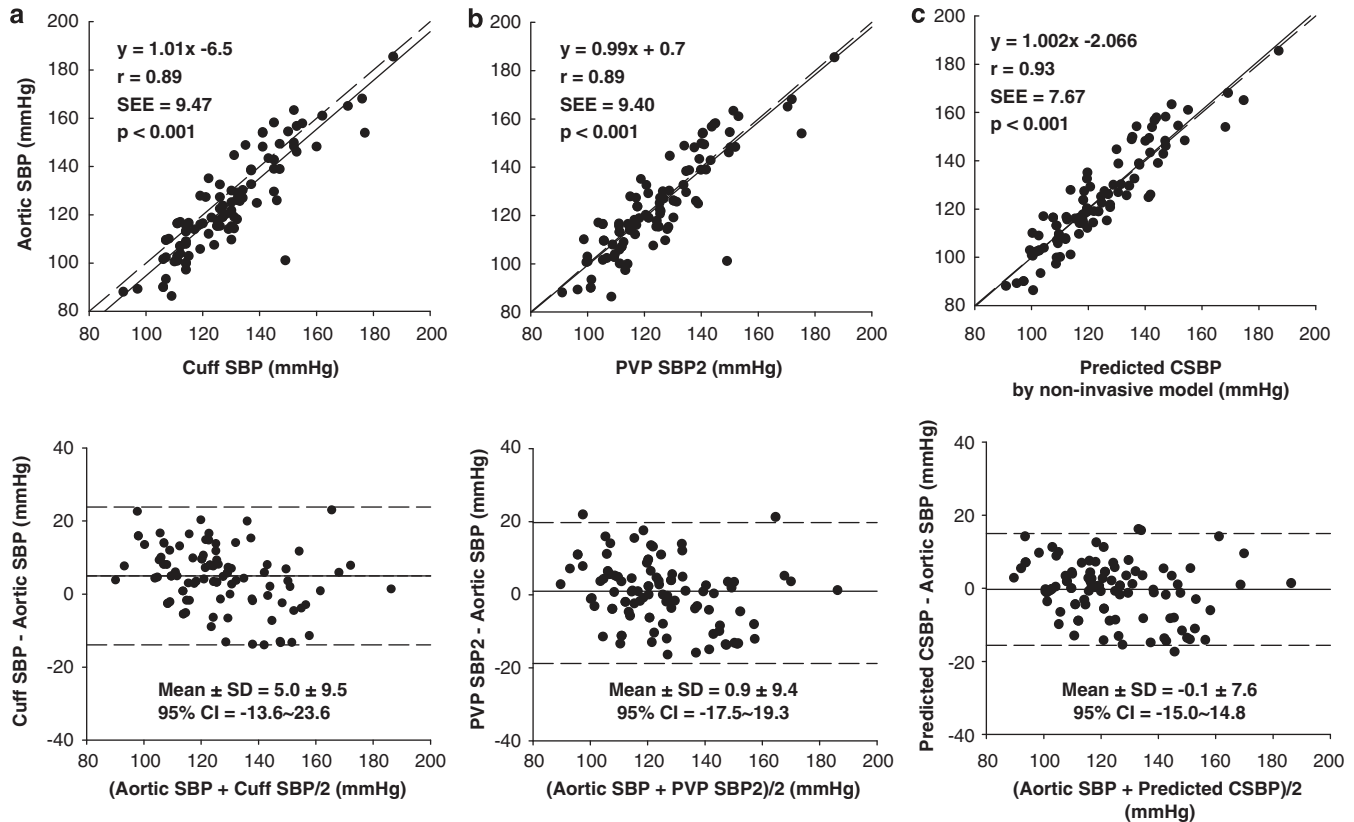 a
200
180
160
140
120
100
80
Aortic SBP (mmHg)
y = 1.01x -6.5
r = 0.89
SEE = 9.47
p < 0.001
80 100 120 140 160 180 200
Cuff SBP (mmHg)
b
200
180
160
140
120
100
80
y = 0.99x + 0.7
r = 0.89
SEE = 9.40
p < 0.001
80 100 120 140 160 180 200
PVP SBP2 (mmHg)
c
200
180
160
140
120
100
80
y = 1.002x -2.066
r = 0.93
SEE = 7.67
p < 0.001
80 100 120 140 160 180 200
Predicted CSBP
by non-invasive model (mmHg)
40
20
0
-20
-40
Cuff SBP - Aortic SBP (mmHg)
Mean ± SD = 5.0 ± 9.5
95% CI = -13.6~23.6
80 100 120 140 160 180 200
(Aortic SBP + Cuff SBP/2 (mmHg)
40
20
0
-20
-40
PVP SBP2 - Aortic SBP (mmHg)
Mean ± SD = 0.9 ± 9.4
95% CI = -17.5~19.3
80 100 120 140 160 180 200
(Aortic SBP + PVP SBP2)/2 (mmHg)
40
20
0
-20
-40
Predicted CSBP - Aortic SBP (mmHg)
Mean ± SD = -0.1 ± 7.6
95% CI = -15.0~14.8
80 100 120 140 160 180 200
(Aortic SBP + Predicted CSBP)/2
(mmHg)